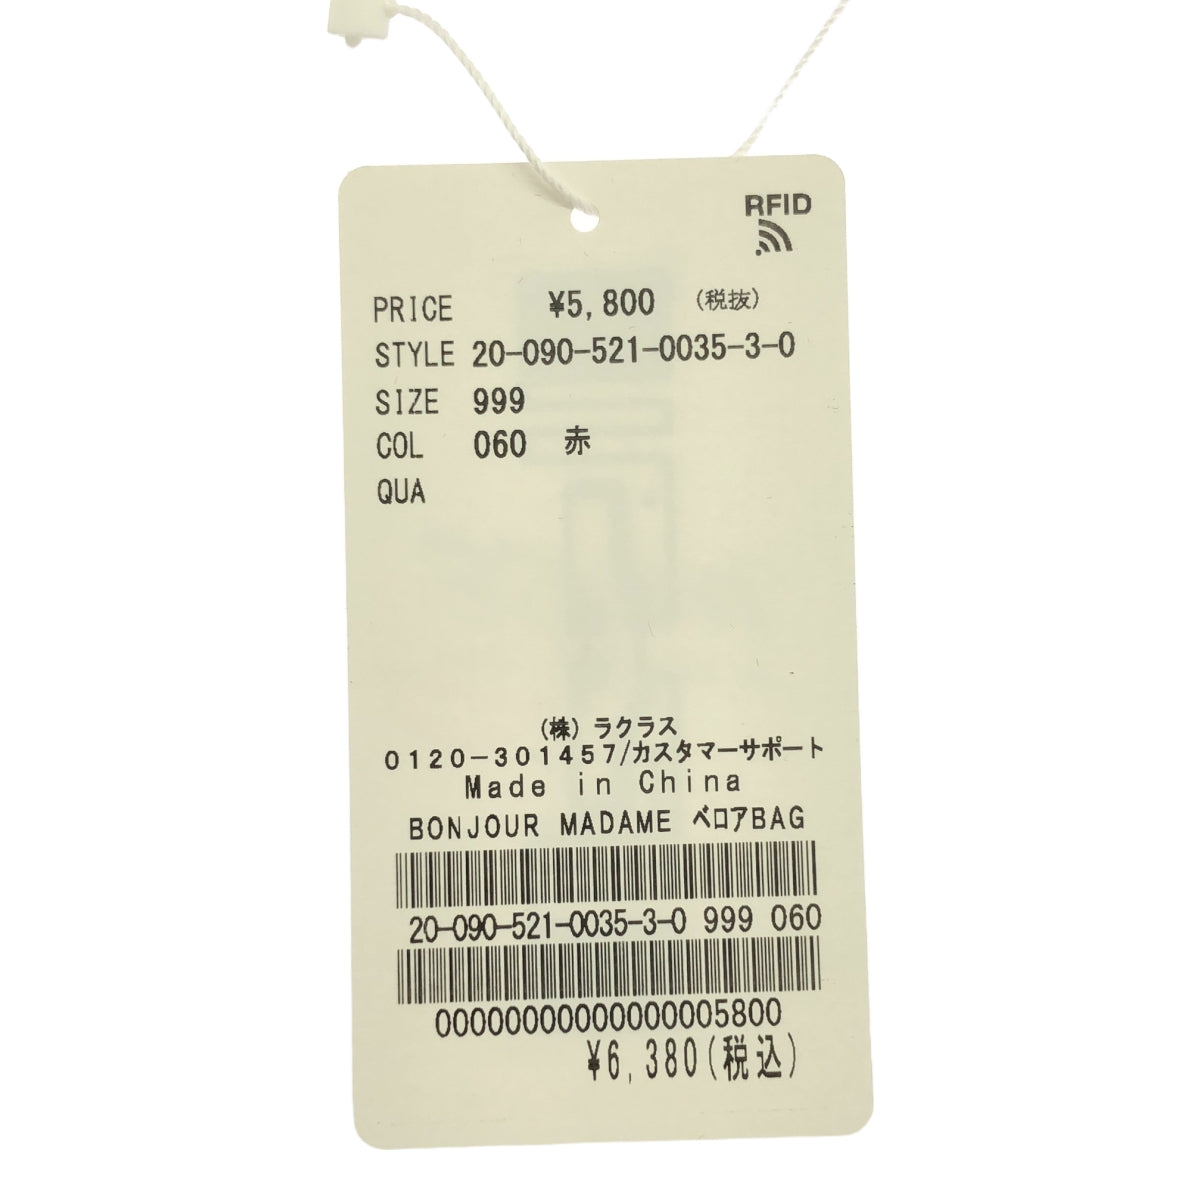 RFID
PRICE ¥5,800 (税抜)
STYLE 20-090-521-0035-3-0
SIZE 999
COL 060 赤
QUA
(株)ラクラス
0120-301457/カスタマーサポート
Made in China
BONJOUR MADAME ベロアBAG
20-090-521-0035-3-0 999 060
00000000000000005800
¥6,380(税込)